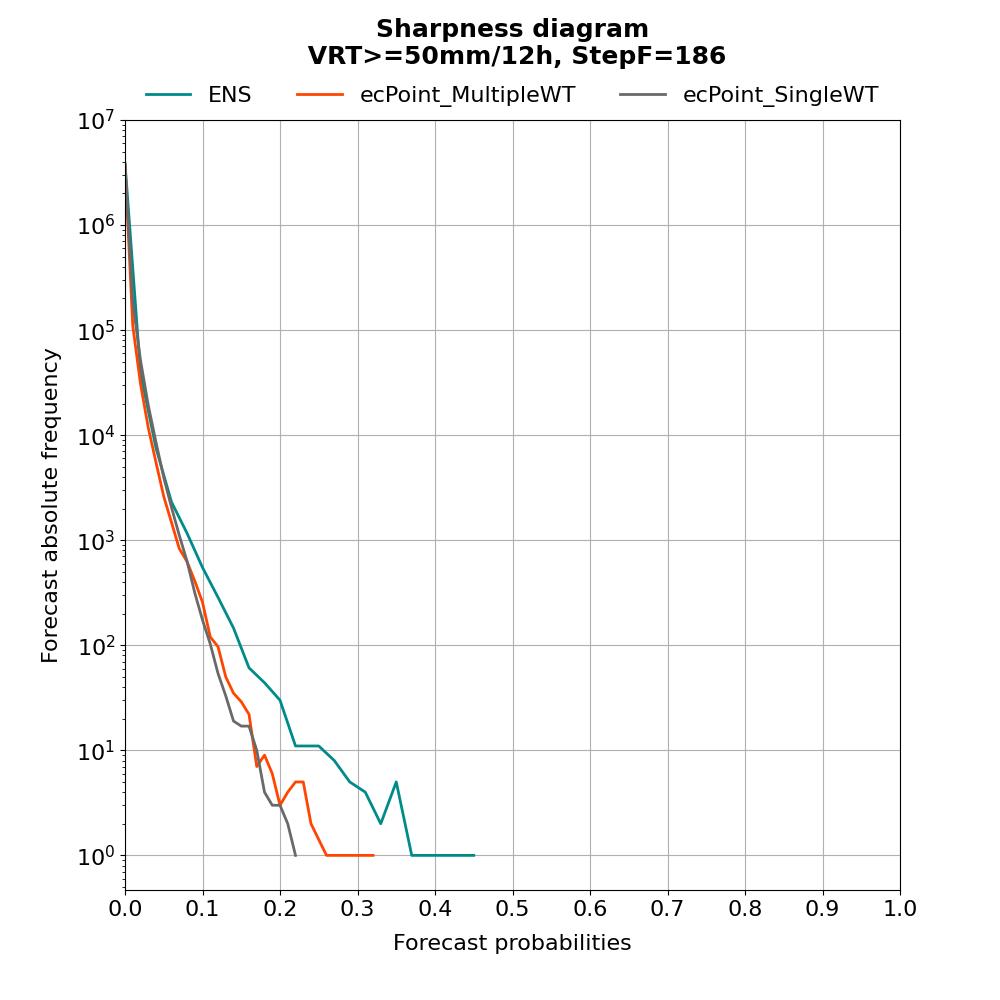 Sharpness diagram
VRT>=50mm/12h, StepF=186
ENS ecPoint_MultipleWT ecPoint_SingleWT
10⁷
10⁶
10⁵
10⁴
10³
10²
10¹
10⁰
Forecast absolute frequency
0.0 0.1 0.2 0.3 0.4 0.5 0.6 0.7 0.8 0.9 1.0
Forecast probabilities